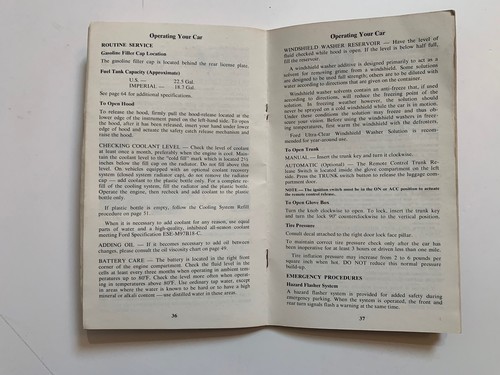 Operating Your Car
ROUTINE SERVICE
Gasoline Filler Cap Location
The gasoline filler cap is located behind the rear license plate.
Fuel Tank Capacity (Approximate)
U.S. — 22.5 Gal.
IMPERIAL — 18.7 Gal.
See page 64 for additional specifications.
To Open Hood
To release the hood, firmly pull the hood-release located at the
lower edge of the instrument panel on the left-hand side. To open
the hood, after it has been released, insert your hand under lower
edge of hood and actuate the safety catch release mechanism and
raise the hood.
CHECKING COOLANT LEVEL — Check the level of coolant
at least once a month, preferably when the engine is cool. Main-
tain the coolant level to the "cold fill" mark which is located 2½
inches below the fill cap on the radiator. Do not fill above this
level. On vehicles equipped with an optional coolant recovery
system (closed system radiator cap), do not remove the radiator
cap — add coolant to the plastic bottle only. For a complete re-
fill of the cooling system, fill the radiator and the plastic bottle.
Operate the engine, then recheck and add coolant to the plastic
bottle only.
If plastic bottle is empty, follow the Cooling System Refill
procedure on page 31.
When it is necessary to add coolant for any reason, use equal
parts of water and a high-quality, inhibited all-season coolant
meeting Ford Specification ESE-M97B18-C.
ADDING OIL — If it becomes necessary to add oil between
changes, please consult the oil viscosity chart on page 49.
BATTERY CARE — The battery is located in the right front
corner of the engine compartment. Check the fluid level in the
cells at least every three months when operating in ambient tem-
peratures up to 80°F. Check the level more often when operat-
ing in temperatures above 80°F. Use ordinary tap water, except
in areas where the water is known to be hard or to have a high
mineral or alkali content — use distilled water in these areas.
36
Operating Your Car
WINDSHIELD WASHER RESERVOIR — Have the level of
fluid checked while hood is open. If the level is below half full,
fill the reservoir.
A windshield washer additive is designed primarily to act as a
solvent for removing grime from a windshield. Some solutions
are designed to be used full strength; others are to be diluted with
water according to directions that are given on the container.
Windshield washer solvents contain an anti-freeze that, if used
according to directions, will reduce the freezing point of the
solution. In freezing weather however, the solution should
never be sprayed on a cold windshield while the car is in motion.
Under these conditions the solution may freeze and thus ob-
scure your vision. Before using the windshield washers in freez-
ing temperatures, first warm the windshield with the defrosters.
Ford Ultra-Clear Windshield Washer Solution is recom-
mended for year-around use.
To Open Trunk
MANUAL — Insert the trunk key and turn it clockwise.
AUTOMATIC (Optional) — The Remote Control Trunk Re-
lease Switch is located inside the glove compartment on the left
side. Press the TRUNK switch button to release the luggage com-
partment door.
NOTE — The ignition switch must be in the ON or ACC position to actuate
the remote control release.
To Open Glove Box
Turn the knob clockwise to open. To lock, insert the trunk key
and turn the lock 90° counterclockwise to the vertical position.
Tire Pressure
Consult decal attached to the right door lock face pillar.
To maintain correct tire pressure check only after the car has
been inoperative for at least 3 hours or driven less than one mile.
Tire inflation pressure may increase from 2 to 6 pounds per
square inch when hot. DO NOT reduce this normal pressure
build-up.
EMERGENCY PROCEDURES
Hazard Flasher System
A hazard flasher system is provided for added safety during
emergency parking. When the system is operated, the front and
rear turn signals flash a warning at the same time.
37